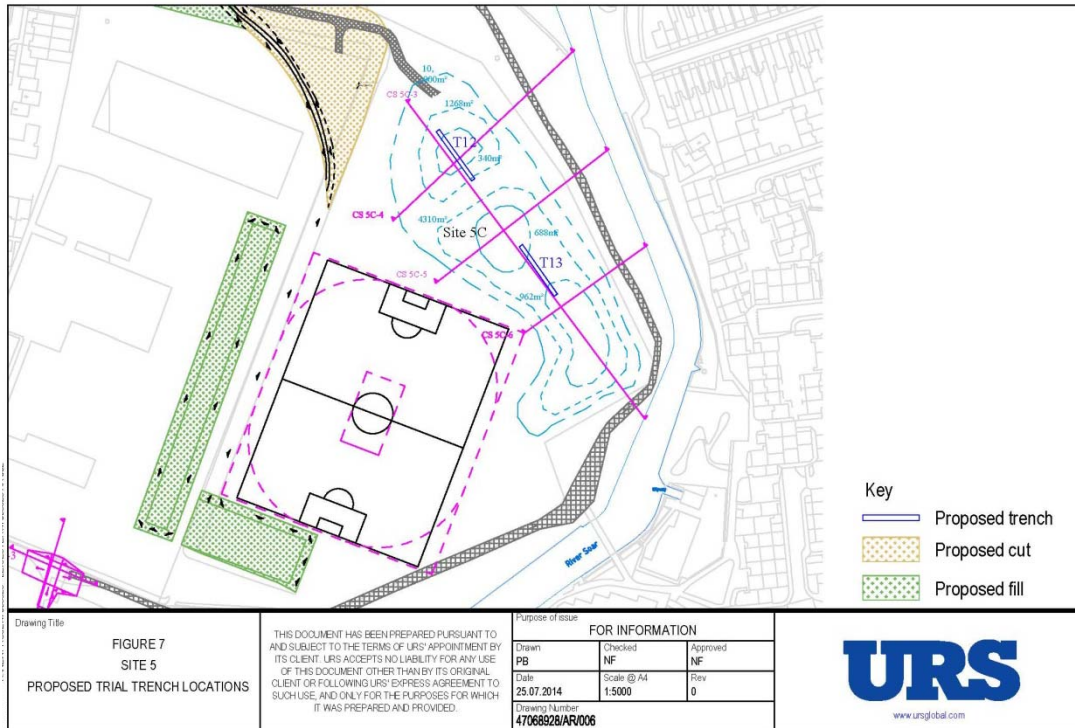 10,
CS 5C-3
1268m²
T12
340m²
CS 5C-4
4310m²
Site 5C
688m²
T13
CS 5C-5
962m²
CS 5C-6
River Soar
Key
Proposed trench
Proposed cut
Proposed fill
Drawing Title
FIGURE 7
SITE 5
PROPOSED TRIAL TRENCH LOCATIONS
THIS DOCUMENT HAS BEEN PREPARED PURSUANT TO
AND SUBJECT TO THE TERMS OF URS' APPOINTMENT BY
ITS CLIENT. URS ACCEPTS NO LIABILITY FOR ANY USE
OF THIS DOCUMENT OTHER THAN BY ITS ORIGINAL
CLIENT OR FOLLOWING URS' EXPRESS AGREEMENT TO
SUCH USE, AND ONLY FOR THE PURPOSES FOR WHICH
IT WAS PREPARED AND PROVIDED.
Purpose of issue
FOR INFORMATION
Drawn
PB
Checked
NF
Approved
NF
Date
25.07.2014
Scale @ A4
1:5000
Rev
0
Drawing Number
47068928/AR/006
URS
www.ursglobal.com